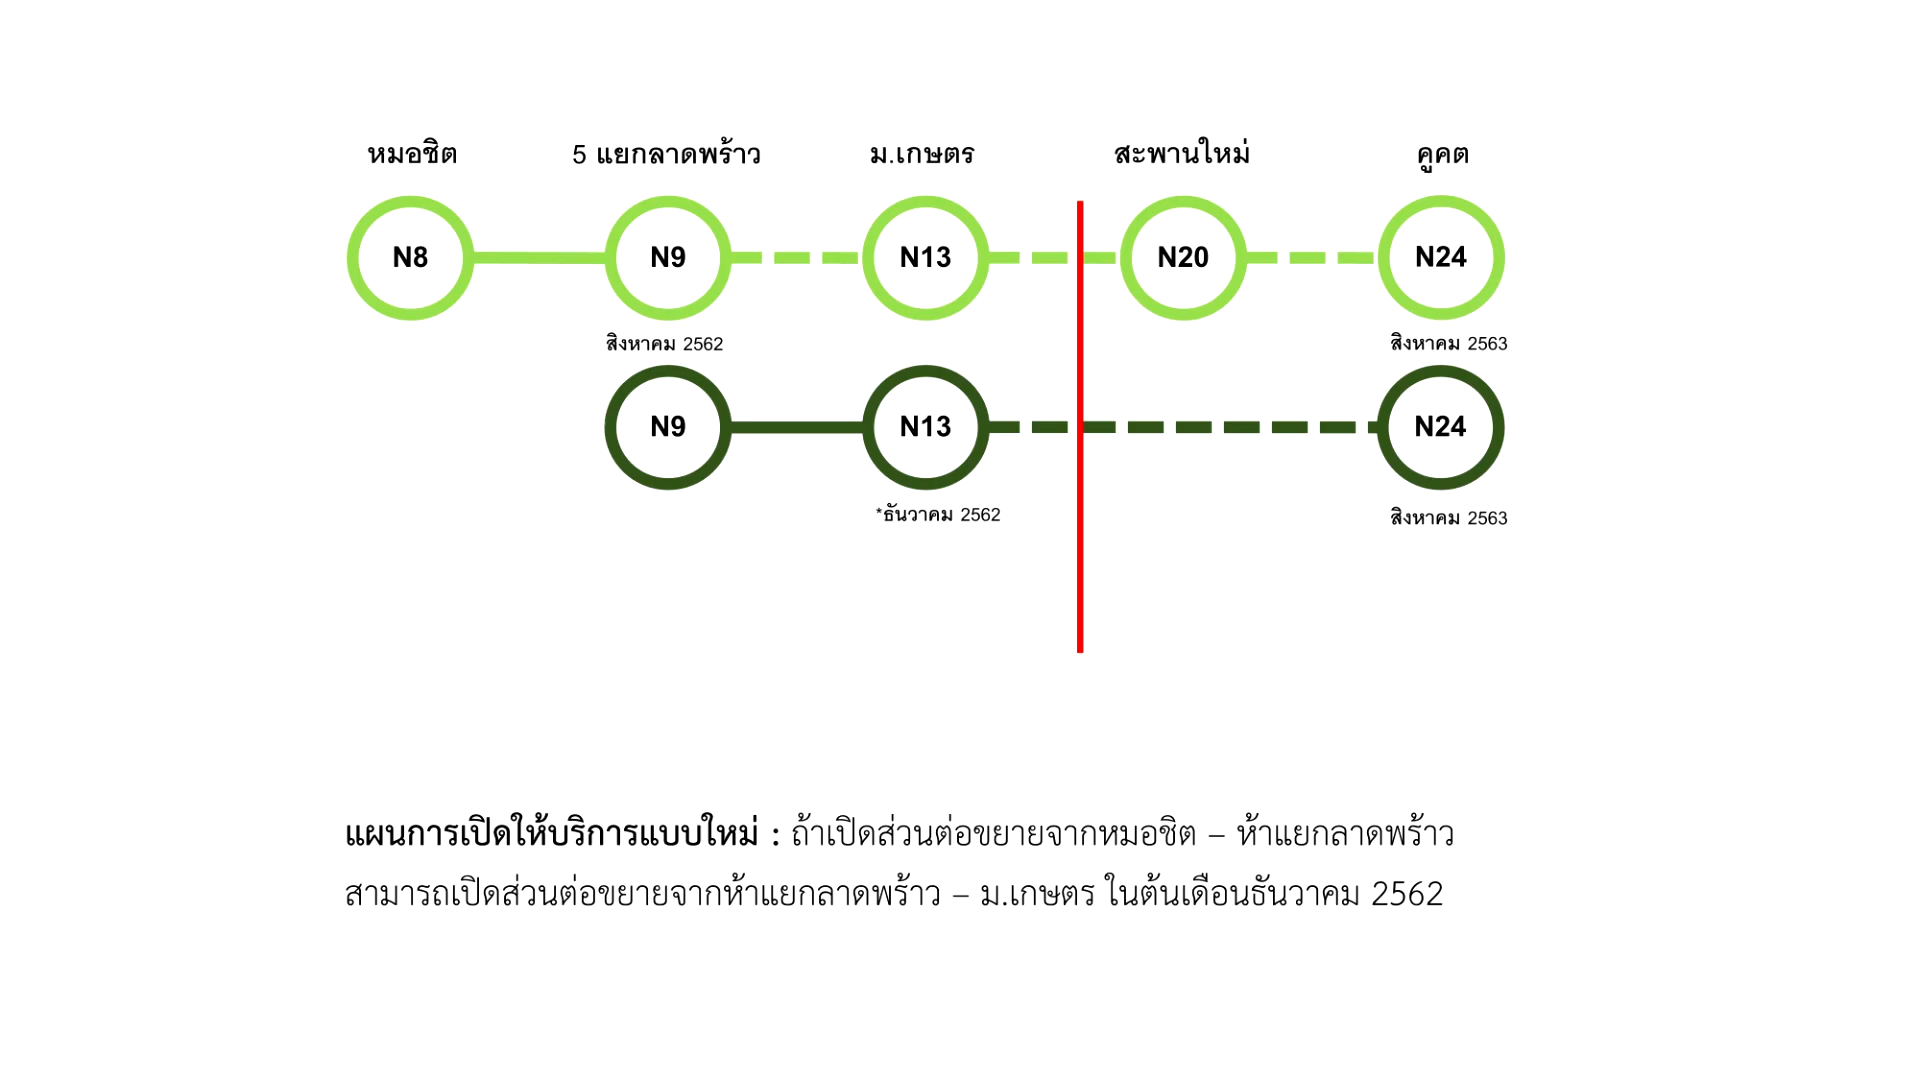 หมอชิต 5 แยกลาดพร้าว ม.เกษตร สะพานใหม่ คูคต
N8 N9 N13 N20 N24
สิงหาคม 2562 สิงหาคม 2563
N9 N13 N24
*ธันวาคม 2562 สิงหาคม 2563
แผนการเปิดให้บริการแบบใหม่ : ถ้าเปิดส่วนต่อขยายจากหมอชิต – ห้าแยกลาดพร้าว
สามารถเปิดส่วนต่อขยายจากห้าแยกลาดพร้าว – ม.เกษตร ในต้นเดือนธันวาคม 2562